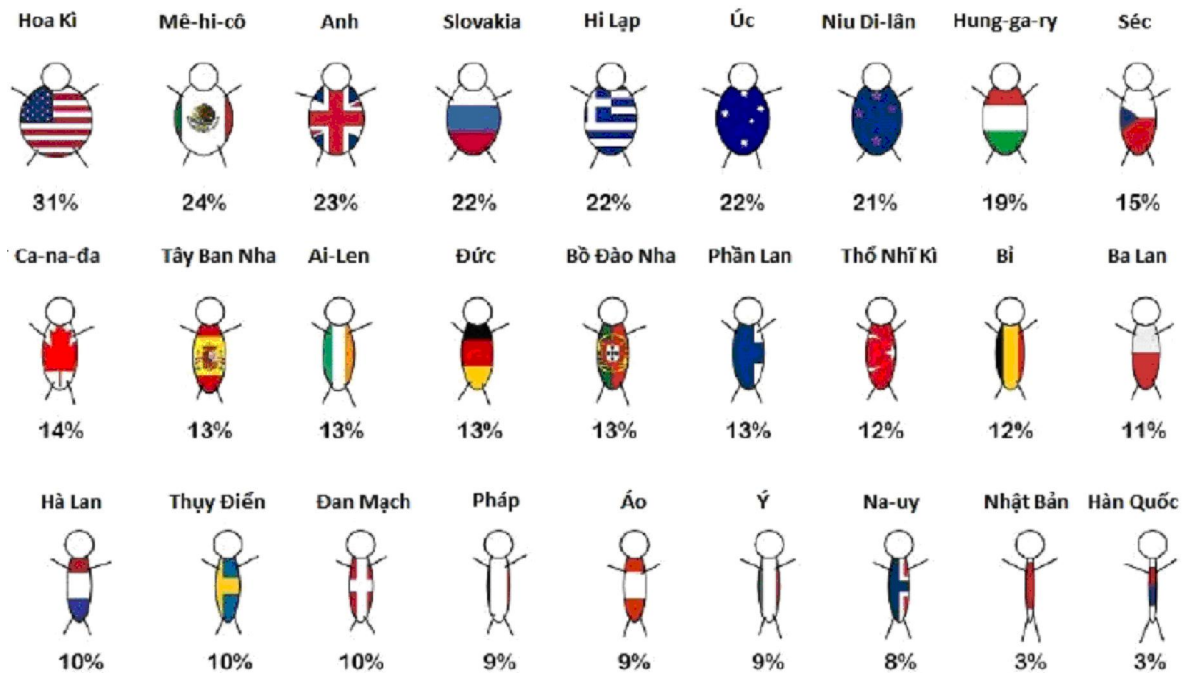 Hoa Kì Mê-hi-cô Anh Slovakia Hi Lạp Úc Niu Di-lân Hung-ga-ry Séc
31% 24% 23% 22% 22% 22% 21% 19% 15%
Ca-na-đa Tây Ban Nha Ai-Len Đức Bồ Đào Nha Phần Lan Thổ Nhĩ Kì Bỉ Ba Lan
14% 13% 13% 13% 13% 13% 12% 12% 11%
Hà Lan Thụy Điển Đan Mạch Pháp Áo Ý Na-uy Nhật Bản Hàn Quốc
10% 10% 10% 9% 9% 9% 8% 3% 3%